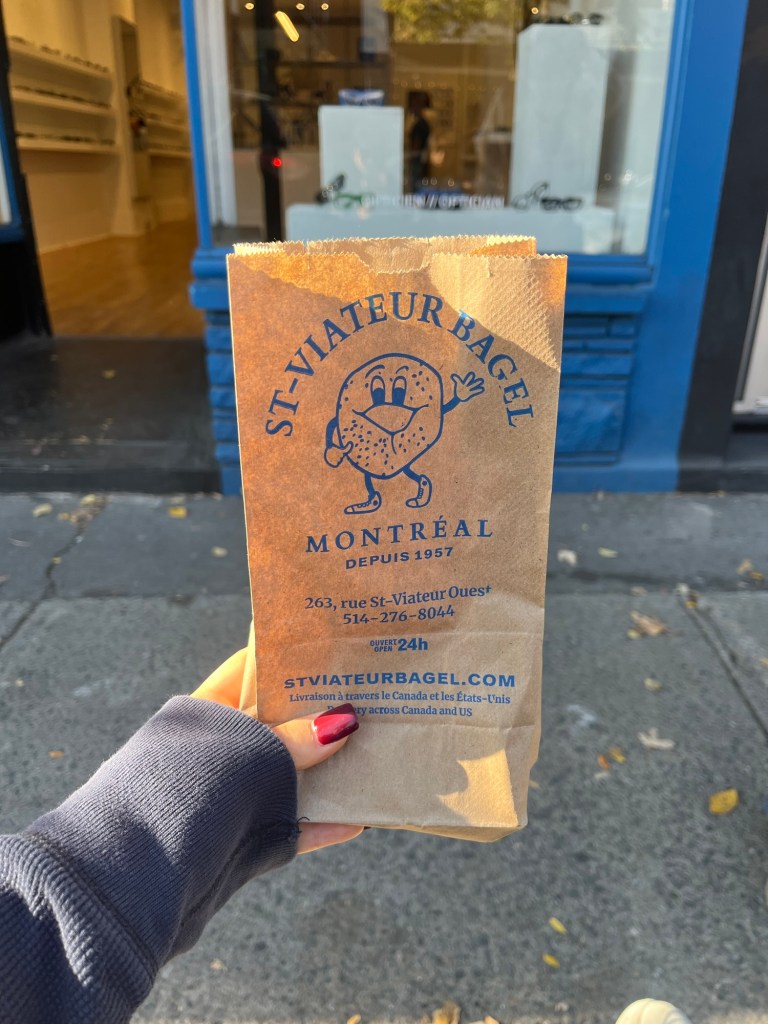 ST-VIATEUR BAGEL
MONTRÉAL
DEPUIS 1957
263, rue St-Viateur Ouest
514-276-8044
OUVERT
OPEN 24h
STVIATEURBAGEL.COM
Livraison à travers le Canada et les États-Unis
across Canada and US